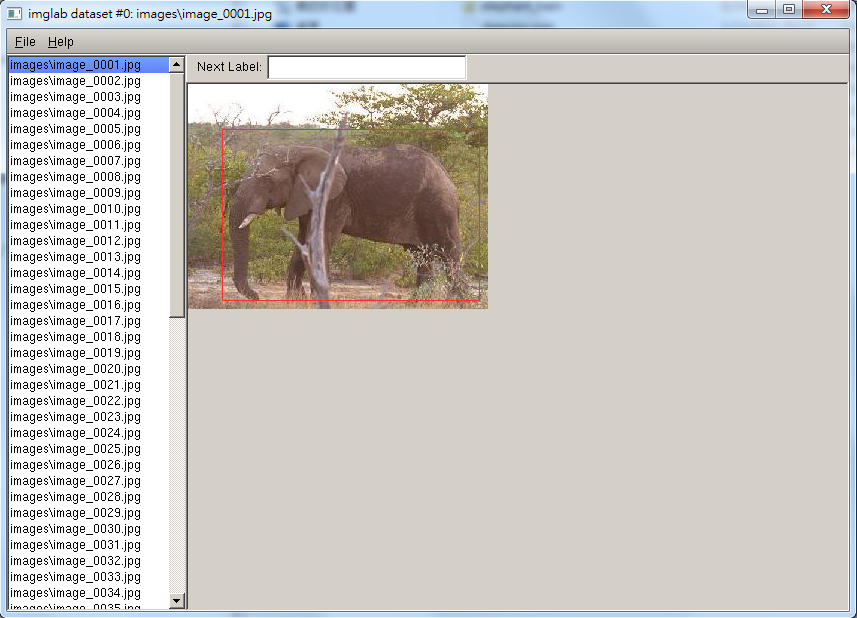 imglab dataset #0: images\image_0001.jpg
File Help
Next Label:
images\image_0001.jpg
images\image_0002.jpg
images\image_0003.jpg
images\image_0004.jpg
images\image_0005.jpg
images\image_0006.jpg
images\image_0007.jpg
images\image_0008.jpg
images\image_0009.jpg
images\image_0010.jpg
images\image_0011.jpg
images\image_0012.jpg
images\image_0013.jpg
images\image_0014.jpg
images\image_0015.jpg
images\image_0016.jpg
images\image_0017.jpg
images\image_0018.jpg
images\image_0019.jpg
images\image_0020.jpg
images\image_0021.jpg
images\image_0022.jpg
images\image_0023.jpg
images\image_0024.jpg
images\image_0025.jpg
images\image_0026.jpg
images\image_0027.jpg
images\image_0028.jpg
images\image_0029.jpg
images\image_0030.jpg
images\image_0031.jpg
images\image_0032.jpg
images\image_0033.jpg
images\image_0034.jpg
images\image_0035.jpg